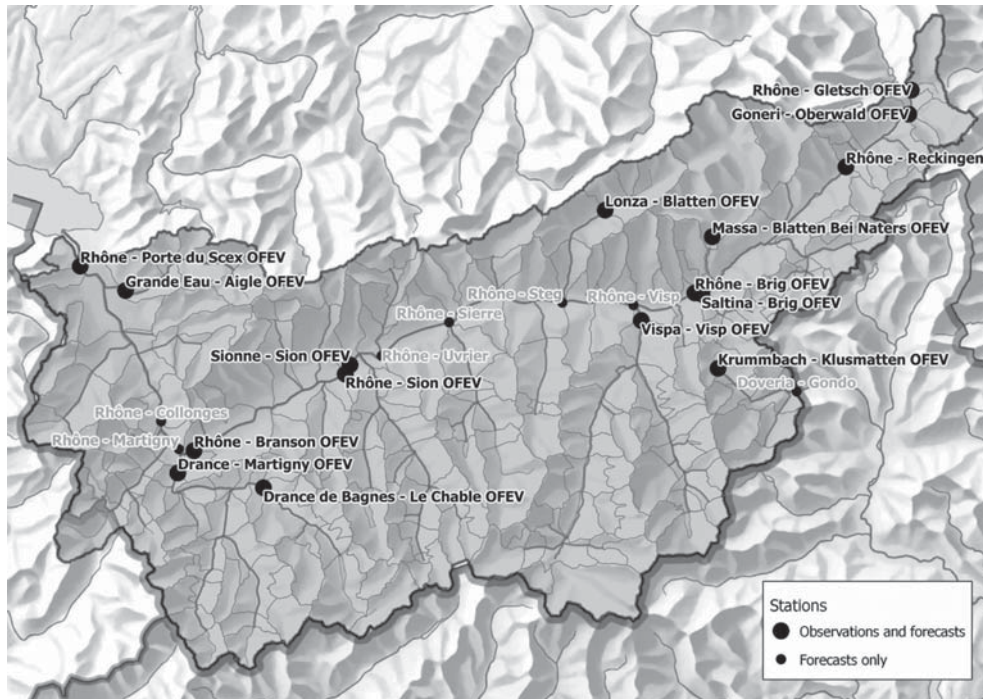 Rhône - Gletsch OFEV
Goneri - Oberwald OFEV
Rhône - Reckingen
Lonza - Blatten OFEV
Massa - Blatten Bei Naters OFEV
Rhône - Porte du Scex OFEV
Grande Eau - Aigle OFEV
Rhône - Steg
Rhône - Visp
Rhône - Brig OFEV
Saltina - Brig OFEV
Rhône - Sierre
Vispa - Visp OFEV
Sionne - Sion OFEV
Rhône - Uvrier
Krummbach - Klusmatten OFEV
Rhône - Sion OFEV
Doveria - Gondo
Rhône - Collonges
Rhône - Martigny
Rhône - Branson OFEV
Drance - Martigny OFEV
Drance de Bagnes - Le Chable OFEV
Stations
Observations and forecasts
Forecasts only